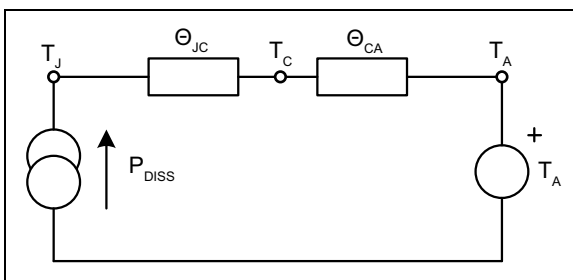 Θ_JC Θ_CA
T_J T_C T_A
P_DISS
+
T_A